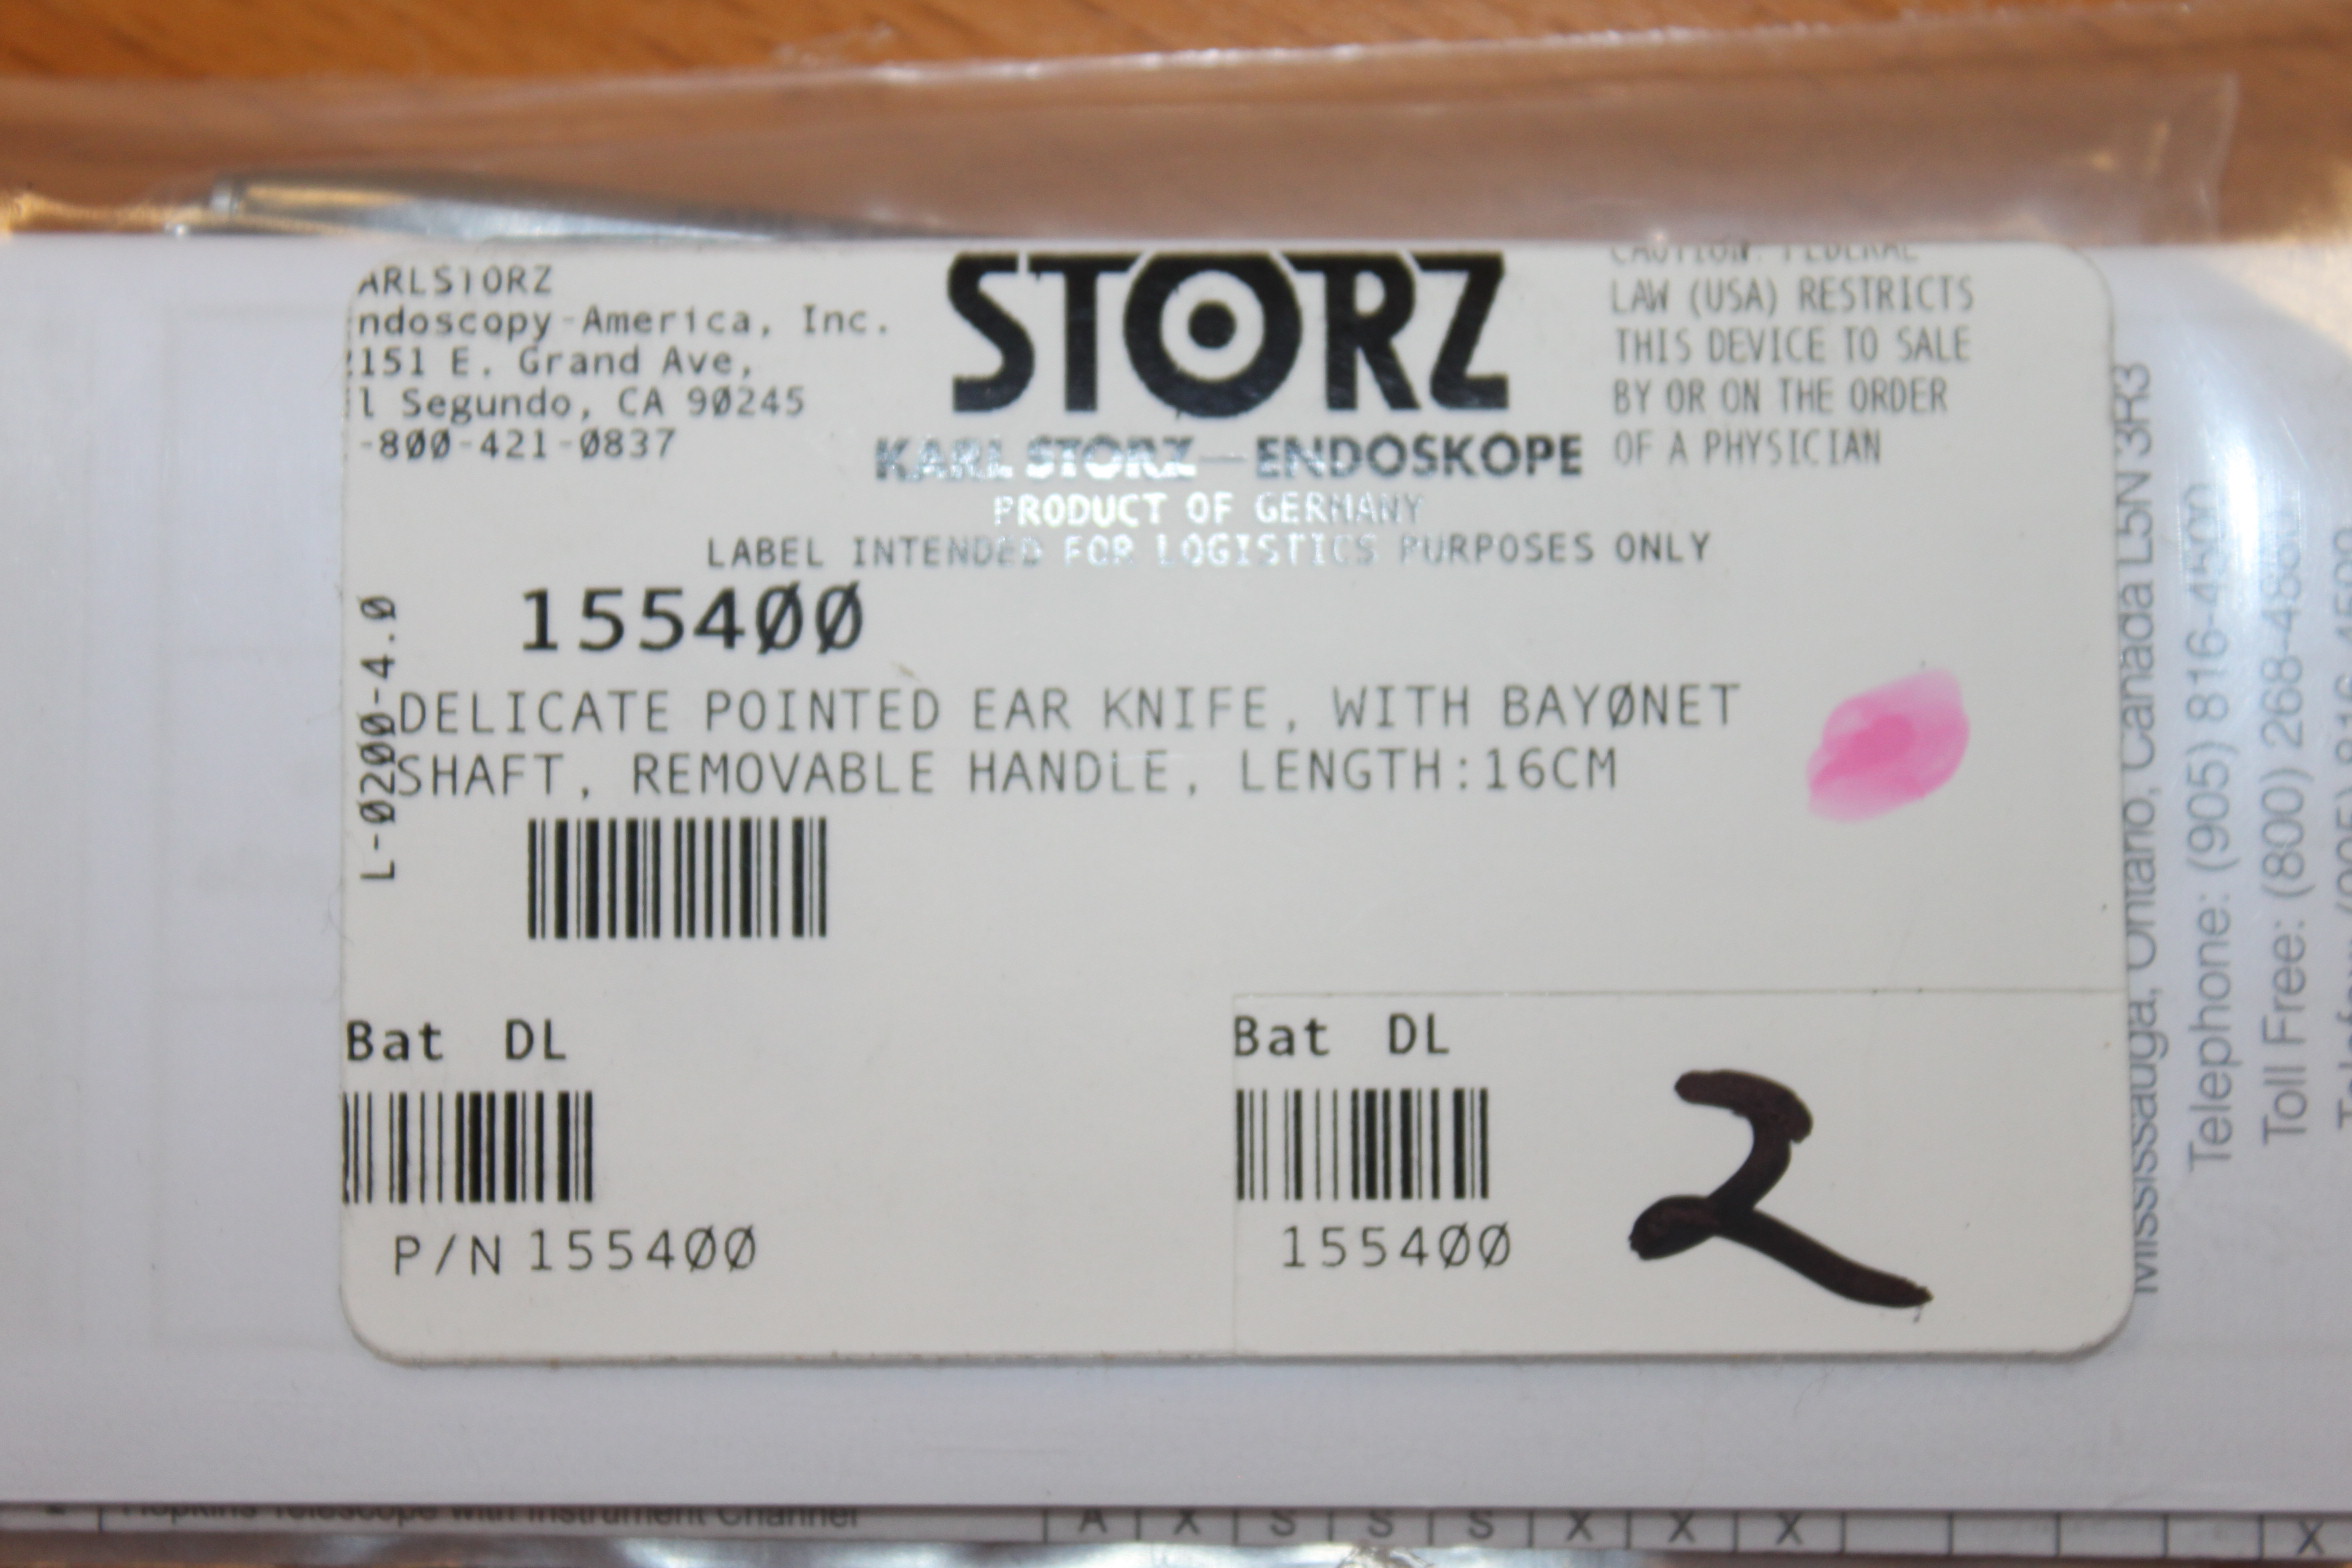 ARLSTORZ
ndoscopy-America, Inc.
2151 E. Grand Ave,
l Segundo, CA 90245
-800-421-0837
STORZ
KARL STORZ — ENDOSKOPE
PRODUCT OF GERMANY
LABEL INTENDED FOR LOGISTICS PURPOSES ONLY
CAUTION: FEDERAL
LAW (USA) RESTRICTS
THIS DEVICE TO SALE
BY OR ON THE ORDER
OF A PHYSICIAN
155400
L-0200-4.0
DELICATE POINTED EAR KNIFE, WITH BAYØNET
SHAFT, REMOVABLE HANDLE, LENGTH:16CM
Bat DL
P/N 155400
Bat DL
155400
2
Mississauga, Ontario, Canada L5N 3R3
Telephone: (905) 816-4500
Toll Free: (800) 268-488
Hopkins Telescope with Instrument Channel
A X S S S X X X X